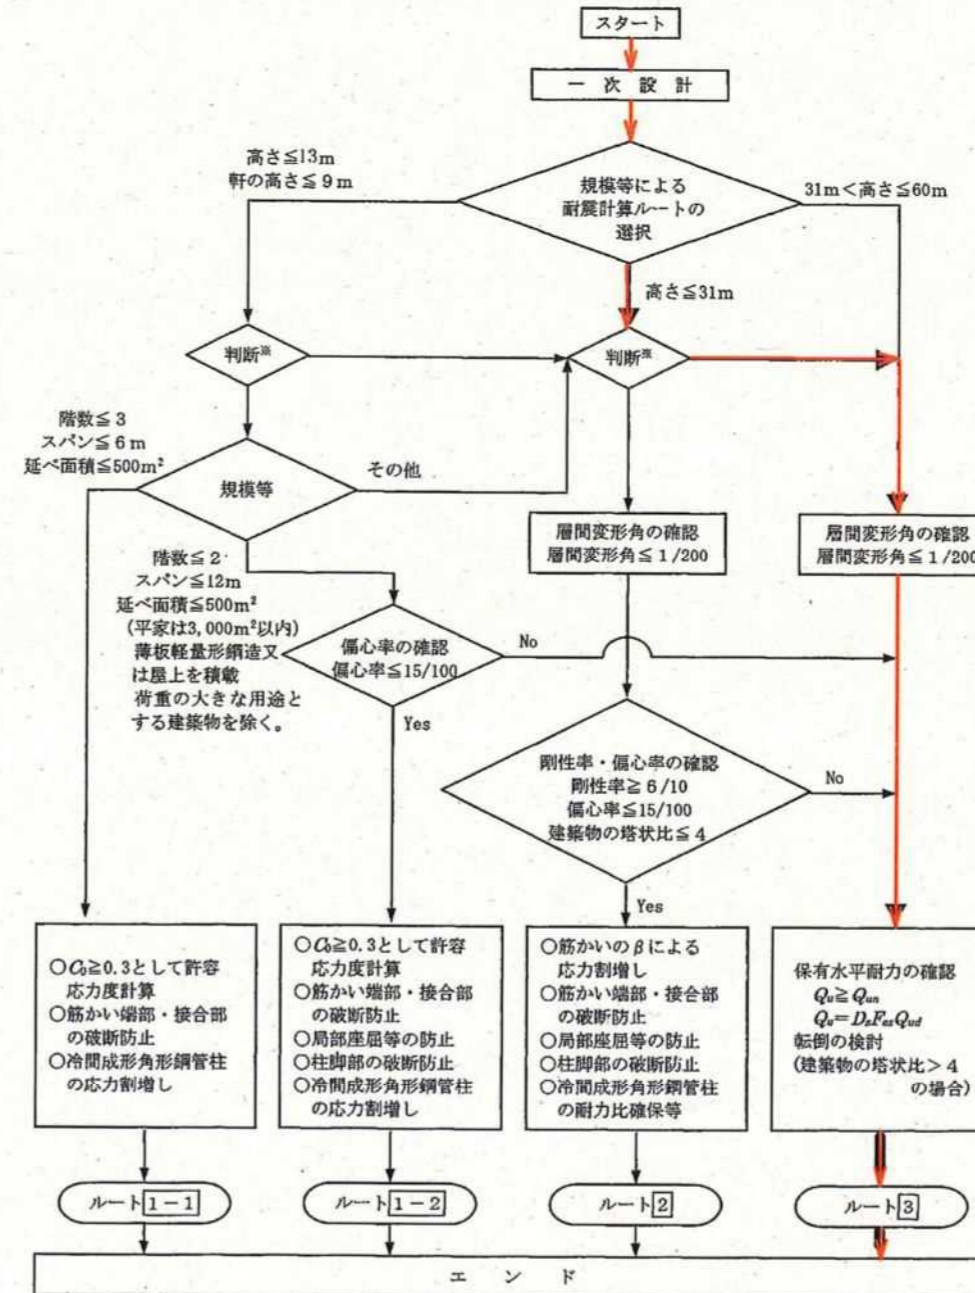 スタート
一次設計
高さ≦13m
軒の高さ≦9m
規模等による
耐震計算ルートの
選択
31m<高さ≦60m
高さ≦31m
判断※
判断※
階数≦3
スパン≦6m
延べ面積≦500m²
規模等
その他
層間変形角の確認
層間変形角≦1/200
層間変形角の確認
層間変形角≦1/200
階数≦2
スパン≦12m
延べ面積≦500m²
(平家は3,000m²以内)
薄板軽量形鋼造又
は屋上を積載
荷重の大きな用途と
する建築物を除く。
偏心率の確認
偏心率≦15/100
No
Yes
剛性率・偏心率の確認
剛性率≧6/10
偏心率≦15/100
建築物の塔状比≦4
No
Yes
○C₀≧0.3として許容
応力度計算
○筋かい端部・接合部
の破断防止
○冷間成形角形鋼管柱
の応力割増し
○C₀≧0.3として許容
応力度計算
○筋かい端部・接合部
の破断防止
○局部座屈等の防止
○柱脚部の破断防止
○冷間成形角形鋼管柱
の応力割増し
○筋かいのβによる
応力割増し
○筋かい端部・接合部
の破断防止
○局部座屈等の防止
○柱脚部の破断防止
○冷間成形角形鋼管柱
の耐力比確保等
保有水平耐力の確認
Qu≧Qun
Qu=DsFesQud
転倒の検討
(建築物の塔状比>4
の場合)
ルート1-1
ルート1-2
ルート2
ルート3
エンド